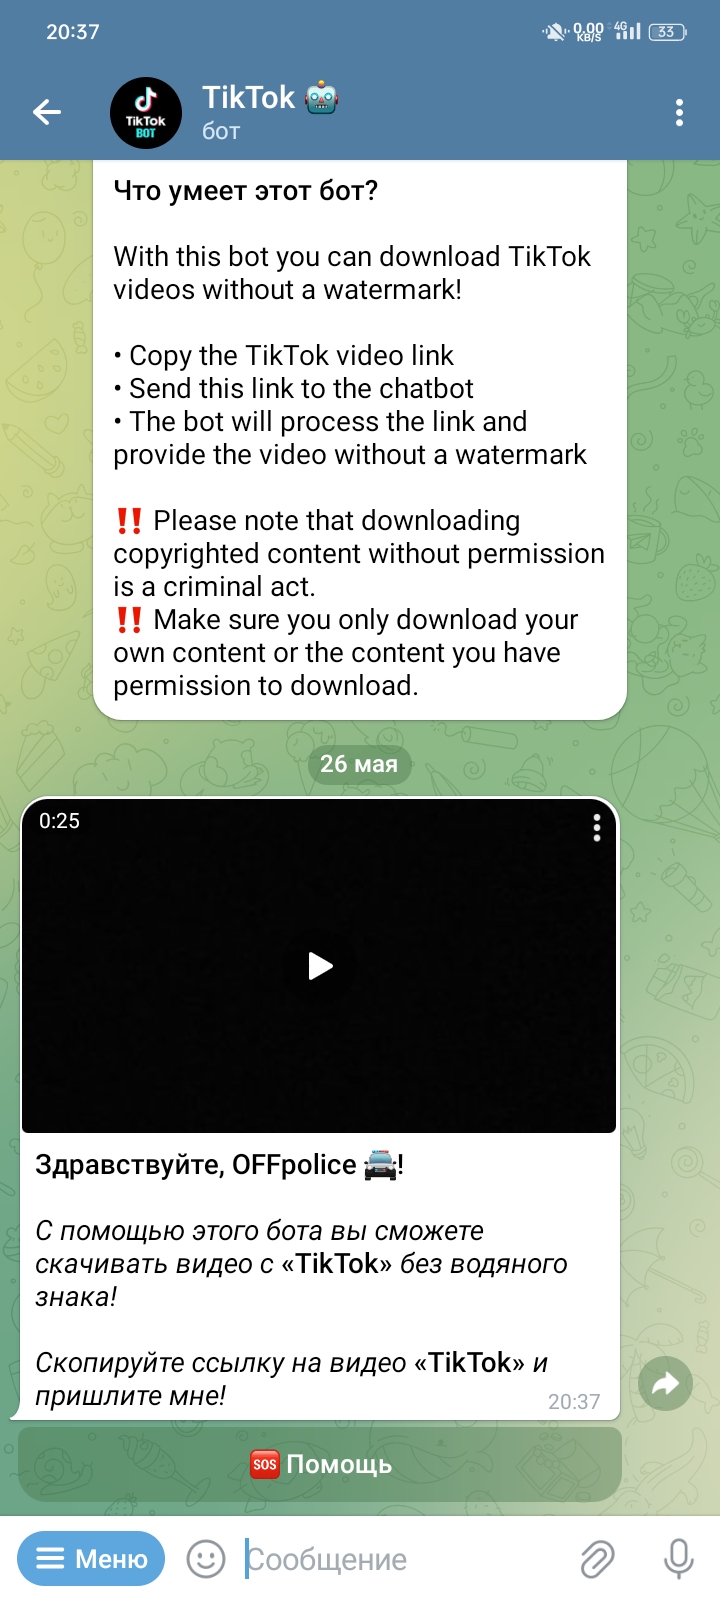 20:37
0.00
KB/S
4G
33
TikTok
BOT
TikTok 🤖
бот
Что умеет этот бот?
With this bot you can download TikTok
videos without a watermark!
• Copy the TikTok video link
• Send this link to the chatbot
• The bot will process the link and
provide the video without a watermark
‼️ Please note that downloading
copyrighted content without permission
is a criminal act.
‼️ Make sure you only download your
own content or the content you have
permission to download.
26 мая
0:25
Здравствуйте, OFFpolice 🚔!
С помощью этого бота вы сможете
скачивать видео с «TikTok» без водяного
знака!
Скопируйте ссылку на видео «TikTok» и
пришлите мне!
20:37
🆘 Помощь
Меню
Сообщение